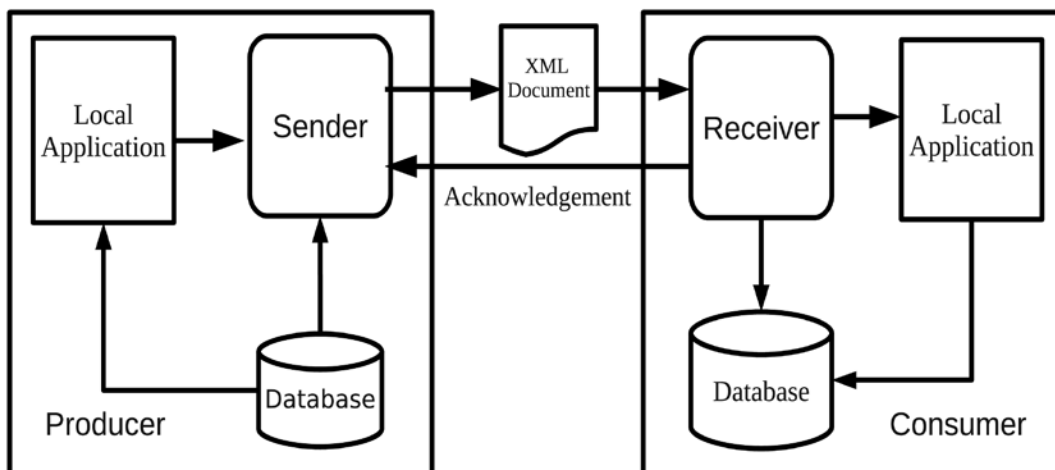 Local
Application
Sender
XML
Document
Receiver
Local
Application
Acknowledgement
Database
Producer
Database
Consumer